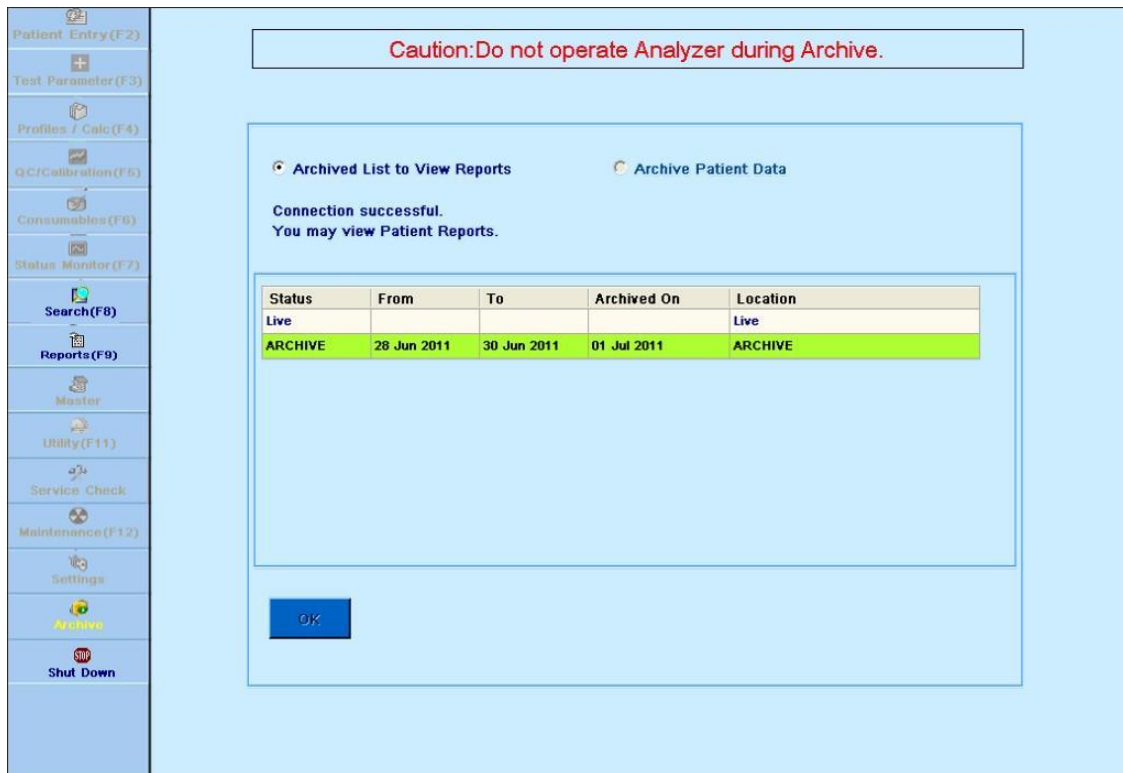 Patient Entry(F2)
Test Parameter(F3)
Profiles / Calc(F4)
QC/Calibration(F5)
Consumables(F6)
Status Monitor(F7)
Search(F8)
Reports(F9)
Master
Utility(F11)
Service Check
Maintenance(F12)
Settings
Archive
STOP
Shut Down
Caution:Do not operate Analyzer during Archive.
Archived List to View Reports Archive Patient Data
Connection successful.
You may view Patient Reports.
Status From To Archived On Location
Live Live
ARCHIVE 28 Jun 2011 30 Jun 2011 01 Jul 2011 ARCHIVE
OK